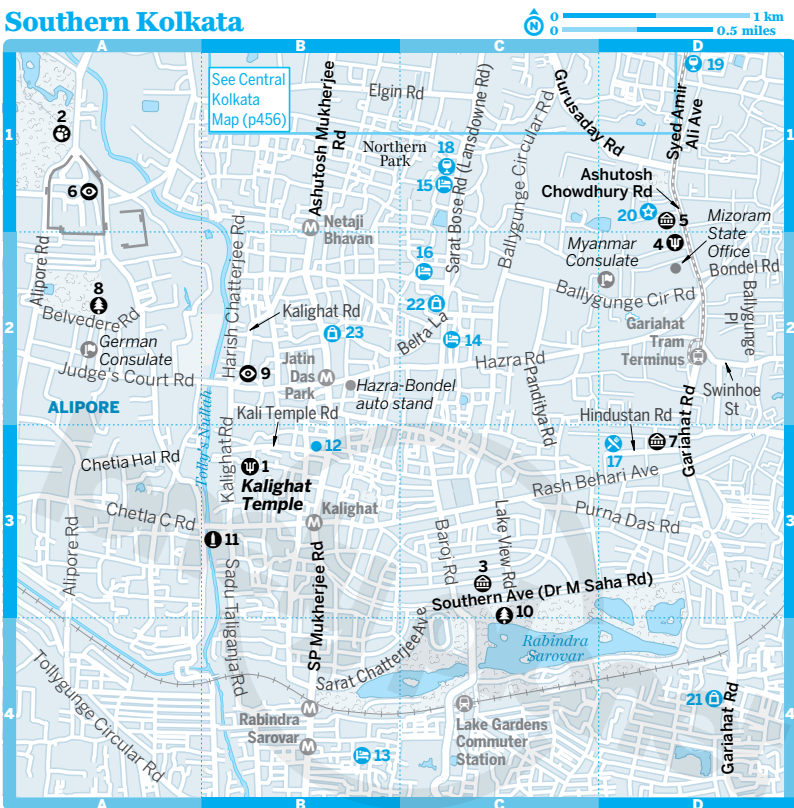 Southern Kolkata
N
0 1 km
0 0.5 miles
A B C D
1
2
3
4
See Central
Kolkata
Map (p456)
Elgin Rd
Ashutosh Mukherjee
Rd
Northern
Park
18
15
Sarat Bose Rd (Lansdowne Rd)
Ballygunge Circular Rd
Gurusaday Rd
Syed Amir
Ali Ave
19
2
6
Ashutosh
Chowdhury Rd
20
5
4
Mizoram
State
Office
Myanmar
Consulate
Bondel Rd
Ballygunge Cir Rd
Ballygunge
Pl
M
Netaji
Bhavan
16
22
Alipore Rd
8
Belvedere Rd
German
Consulate
Judge's Court Rd
ALIPORE
Harish Chatterjee Rd
Kalighat Rd
23
Belta La
14
Gariahat
Tram
Terminus
Hazra Rd
9
Jatin
Das
Park
M
Hazra-Bondel
auto stand
Panditya Rd
Swinhoe
St
Tolly's Nullah
Kali Temple Rd
Hindustan Rd
Gariahat Rd
Kalighat Rd
12
7
17
Chetla Hal Rd
1
Kalighat
Temple
Rash Behari Ave
Chetla C Rd
M
Kalighat
Purna Das Rd
Lake View Rd
Baroj Rd
11
Alipore Rd
3
Southern Ave (Dr M Saha Rd)
10
Sadu Taliganja Rd
SP Mukherjee Rd
Sarat Chatterjee Ave
Rabindra
Sarovar
Tollygunge Circular Rd
M
Rabindra
Sarovar
M
Lake Gardens
Commuter
Station
21
Gariahat Rd
13
1
2
3
4
A B C D